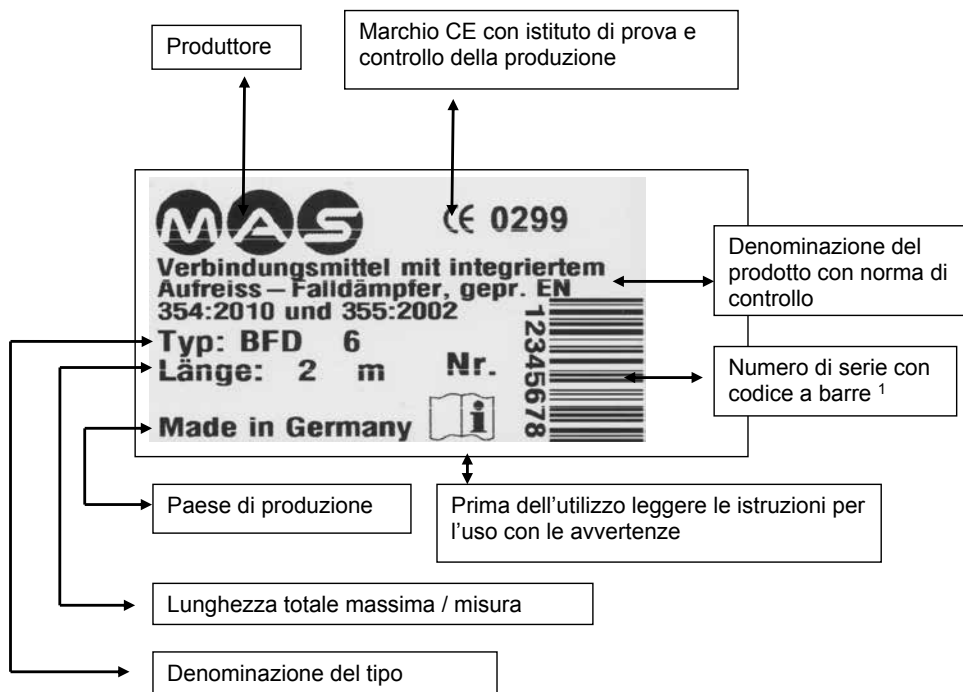 Produttore
Marchio CE con istituto di prova e
controllo della produzione
MAS
CE 0299
Verbindungsmittel mit integriertem
Aufreiss – Falldämpfer, gepr. EN
354:2010 und 355:2002
Typ: BFD 6
Länge: 2 m Nr.
Made in Germany
12345678
Denominazione del
prodotto con norma di
controllo
Numero di serie con
codice a barre ¹
Paese di produzione
Prima dell’utilizzo leggere le istruzioni per
l’uso con le avvertenze
Lunghezza totale massima / misura
Denominazione del tipo